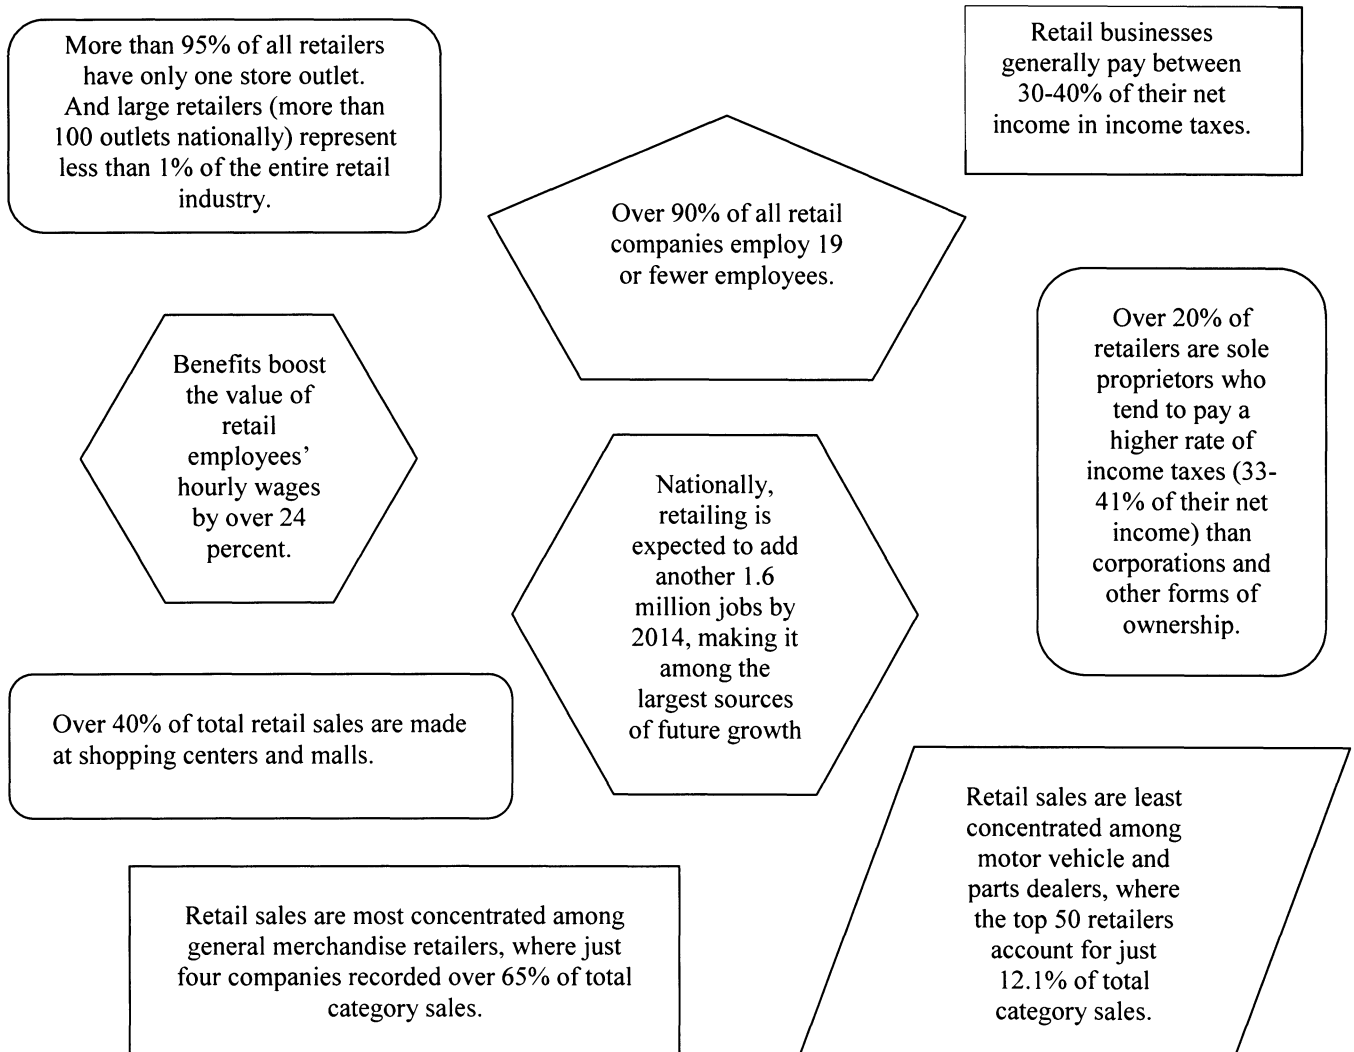 More than 95% of all retailers
have only one store outlet.
And large retailers (more than
100 outlets nationally) represent
less than 1% of the entire retail
industry.
Retail businesses
generally pay between
30-40% of their net
income in income taxes.
Over 90% of all retail
companies employ 19
or fewer employees.
Over 20% of
retailers are sole
proprietors who
tend to pay a
higher rate of
income taxes (33-
41% of their net
income) than
corporations and
other forms of
ownership.
Benefits boost
the value of
retail
employees’
hourly wages
by over 24
percent.
Nationally,
retailing is
expected to add
another 1.6
million jobs by
2014, making it
among the
largest sources
of future growth
Over 40% of total retail sales are made
at shopping centers and malls.
Retail sales are least
concentrated among
motor vehicle and
parts dealers, where
the top 50 retailers
account for just
12.1% of total
category sales.
Retail sales are most concentrated among
general merchandise retailers, where just
four companies recorded over 65% of total
category sales.